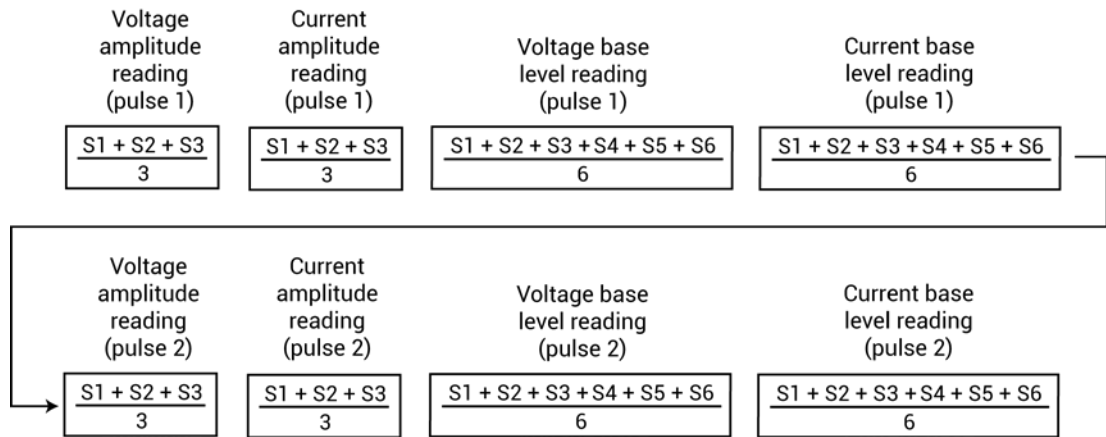 Voltage
amplitude
reading
(pulse 1)
Current
amplitude
reading
(pulse 1)
Voltage base
level reading
(pulse 1)
Current base
level reading
(pulse 1)
S1 + S2 + S3
3
S1 + S2 + S3
3
S1 + S2 + S3 +S4 + S5 + S6
6
S1 + S2 + S3 +S4 + S5 + S6
6
Voltage
amplitude
reading
(pulse 2)
Current
amplitude
reading
(pulse 2)
Voltage base
level reading
(pulse 2)
Current base
level reading
(pulse 2)
S1 + S2 + S3
3
S1 + S2 + S3
3
S1 + S2 + S3 +S4 + S5 + S6
6
S1 + S2 + S3 +S4 + S5 + S6
6